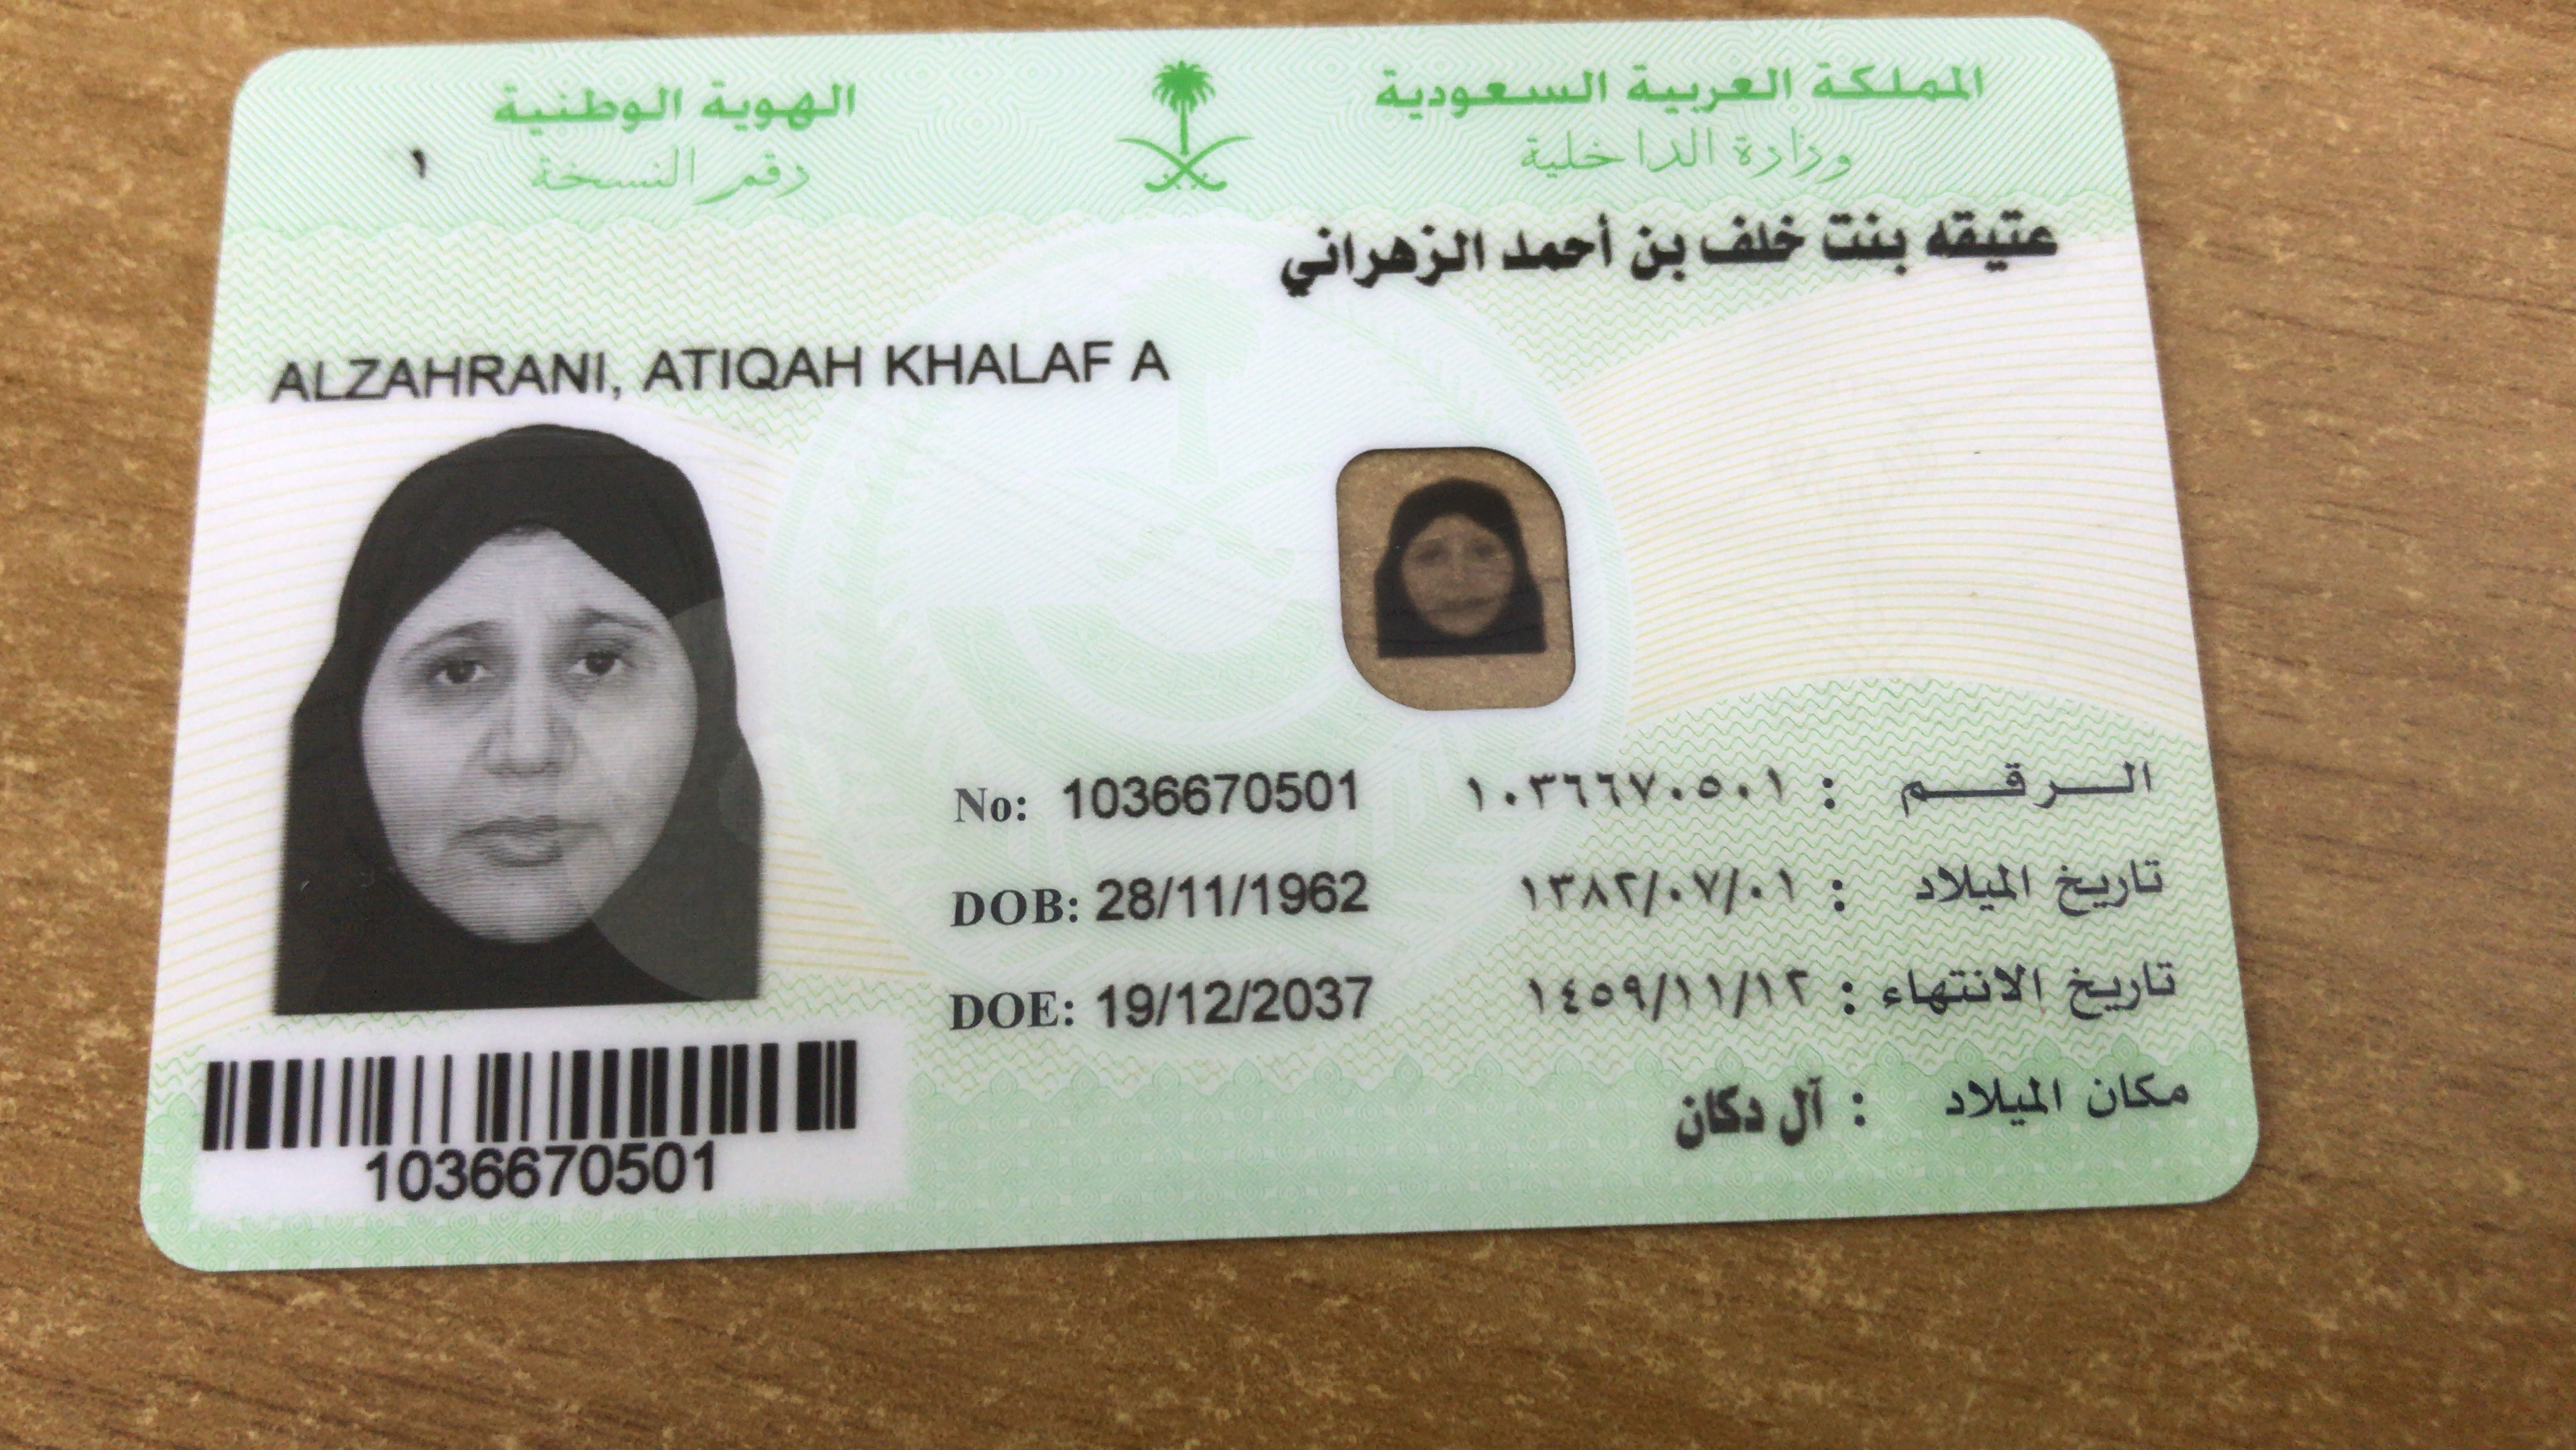 المملكة العربية السعودية
وزارة الداخلية
الهوية الوطنية
رقم النسخة ١
عتيقه بنت خلف بن أحمد الزهراني
ALZAHRANI, ATIQAH KHALAF A
الرقم : ١٠٣٦٦٧٠٥٠١
No: 1036670501
تاريخ الميلاد : ١٣٨٢/٠٧/٠١
DOB: 28/11/1962
تاريخ الانتهاء : ١٤٥٩/١١/١٢
DOE: 19/12/2037
مكان الميلاد : آل دكان
1036670501